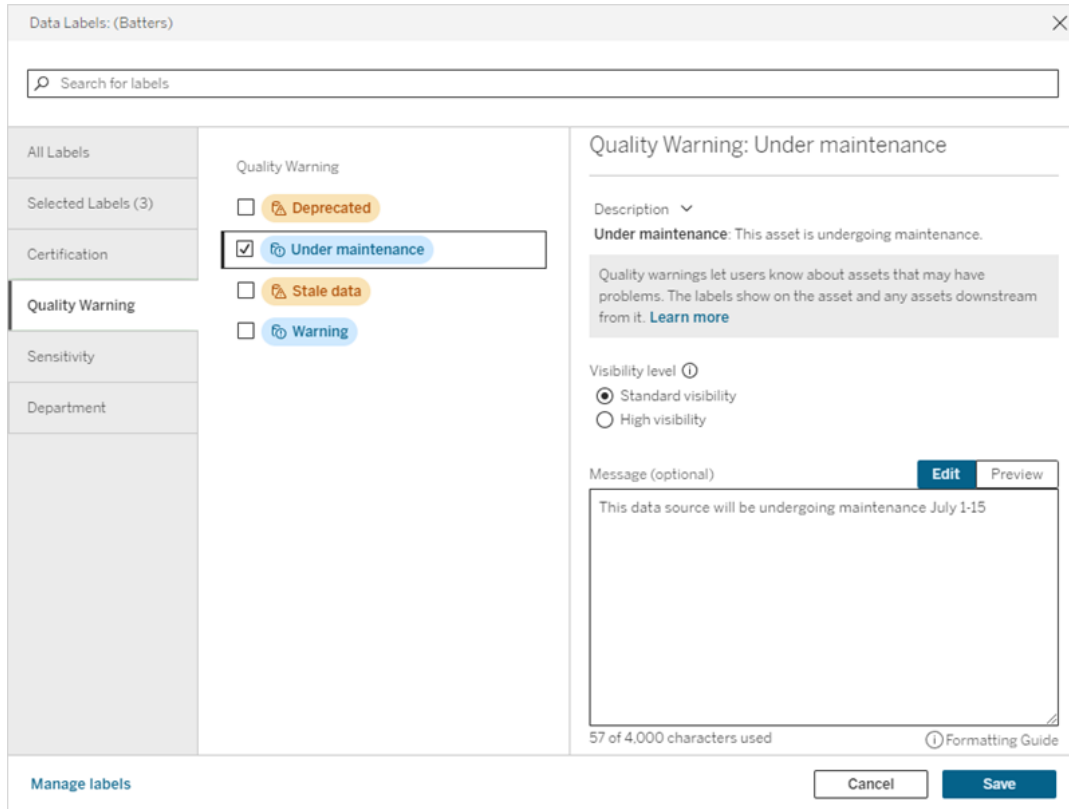 Data Labels: (Batters)
Search for labels
All Labels
Selected Labels (3)
Certification
Quality Warning
Sensitivity
Department
Quality Warning
Deprecated
Under maintenance
Stale data
Warning
Quality Warning: Under maintenance
Description
Under maintenance: This asset is undergoing maintenance.
Quality warnings let users know about assets that may have
problems. The labels show on the asset and any assets downstream
from it. Learn more
Visibility level
Standard visibility
High visibility
Message (optional)
Edit
Preview
This data source will be undergoing maintenance July 1-15
57 of 4,000 characters used
Formatting Guide
Manage labels
Cancel
Save